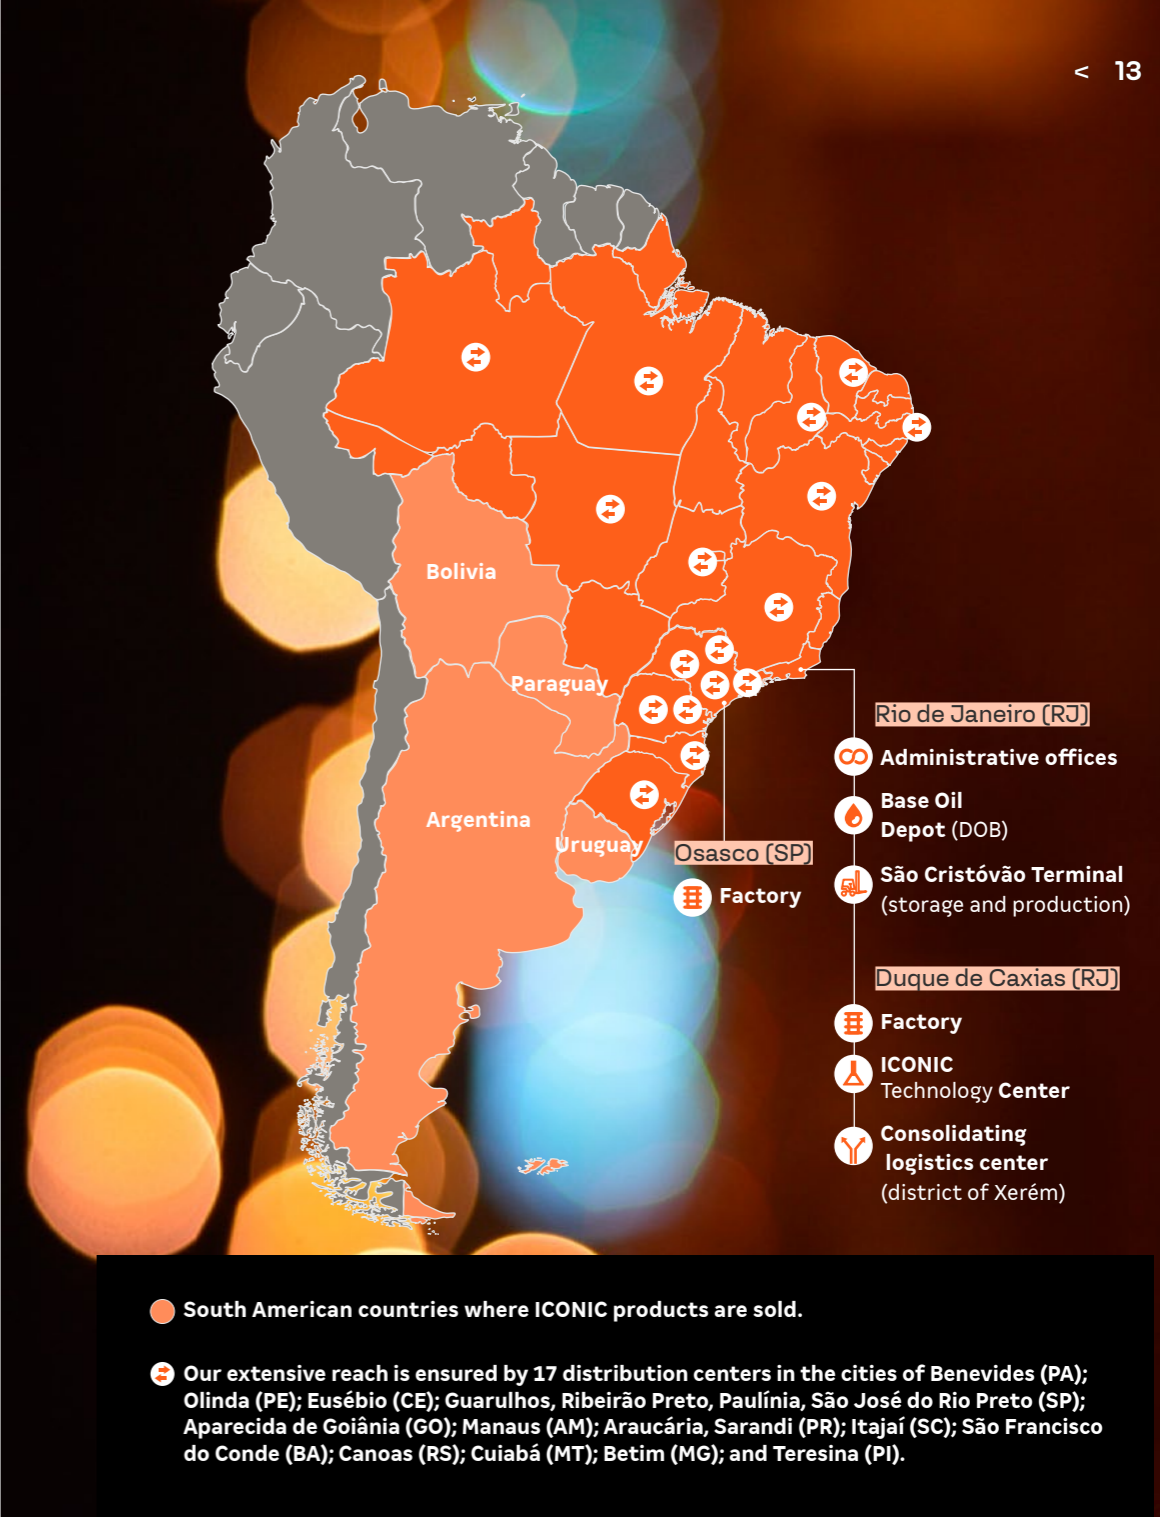 < 13
Bolivia
Paraguay
Argentina
Uruguay
Rio de Janeiro (RJ)
Administrative offices
Base Oil
Depot (DOB)
São Cristóvão Terminal
(storage and production)
Osasco (SP)
Factory
Duque de Caxias (RJ)
Factory
ICONIC
Technology Center
Consolidating
logistics center
(district of Xerém)
South American countries where ICONIC products are sold.
Our extensive reach is ensured by 17 distribution centers in the cities of Benevides (PA);
Olinda (PE); Eusébio (CE); Guarulhos, Ribeirão Preto, Paulínia, São José do Rio Preto (SP);
Aparecida de Goiânia (GO); Manaus (AM); Araucária, Sarandi (PR); Itajaí (SC); São Francisco
do Conde (BA); Canoas (RS); Cuiabá (MT); Betim (MG); and Teresina (PI).